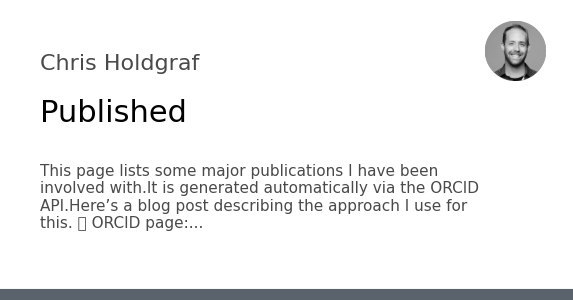 Chris Holdgraf
Published
This page lists some major publications I have been
involved with.It is generated automatically via the ORCID
API.Here’s a blog post describing the approach I use for
this. ▯ ORCID page:...